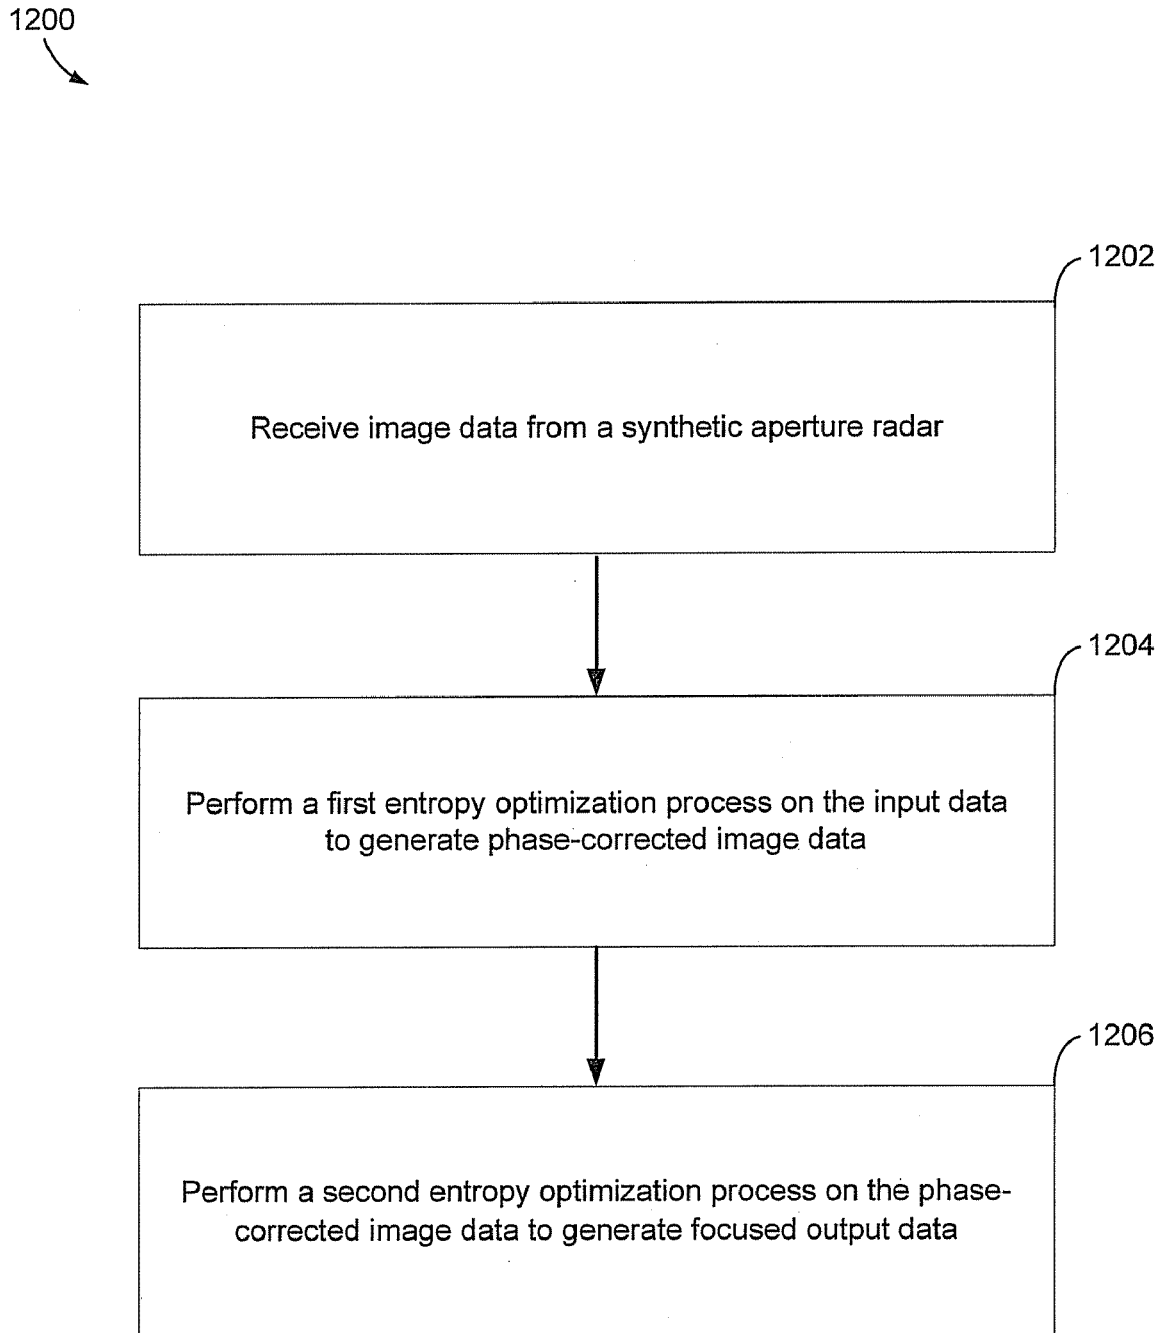 1200
1202
Receive image data from a synthetic aperture radar
1204
Perform a first entropy optimization process on the input data
to generate phase-corrected image data
1206
Perform a second entropy optimization process on the phase-
corrected image data to generate focused output data